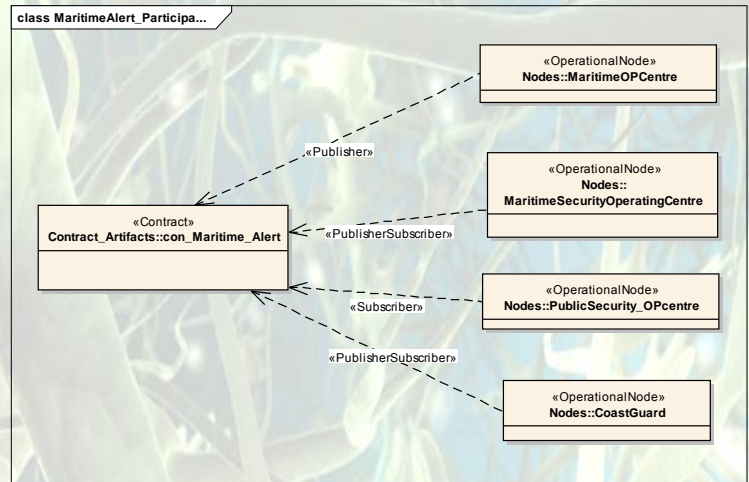 class MaritimeAlert_Participa...
«OperationalNode»
Nodes::MaritimeOPCentre
«Publisher»
«OperationalNode»
Nodes::
MaritimeSecurityOperatingCentre
«Contract»
Contract_Artifacts::con_Maritime_Alert
«PublisherSubscriber»
«OperationalNode»
Nodes::PublicSecurity_OPcentre
«Subscriber»
«PublisherSubscriber»
«OperationalNode»
Nodes::CoastGuard